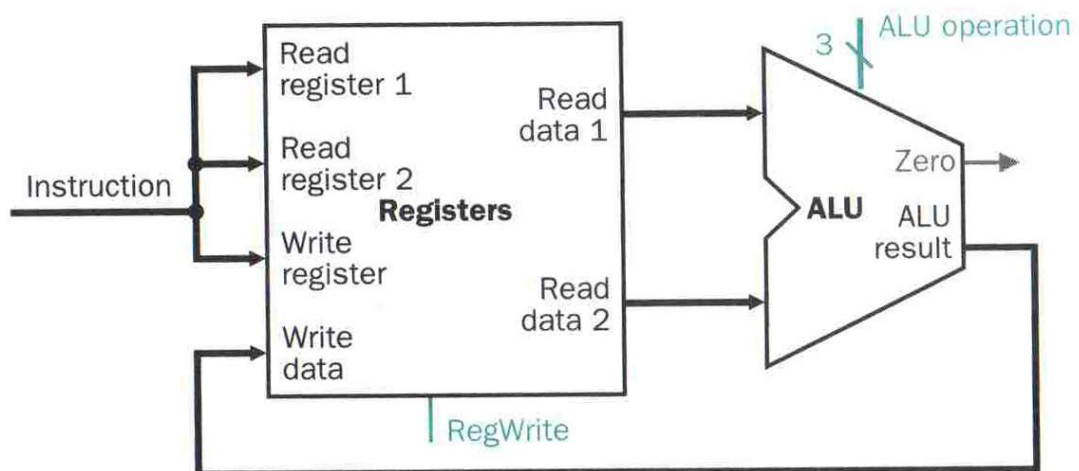 Instruction
Read
register 1
Read
register 2
Registers
Write
register
Write
data
Read
data 1
Read
data 2
RegWrite
3
ALU operation
Zero
ALU
ALU
result